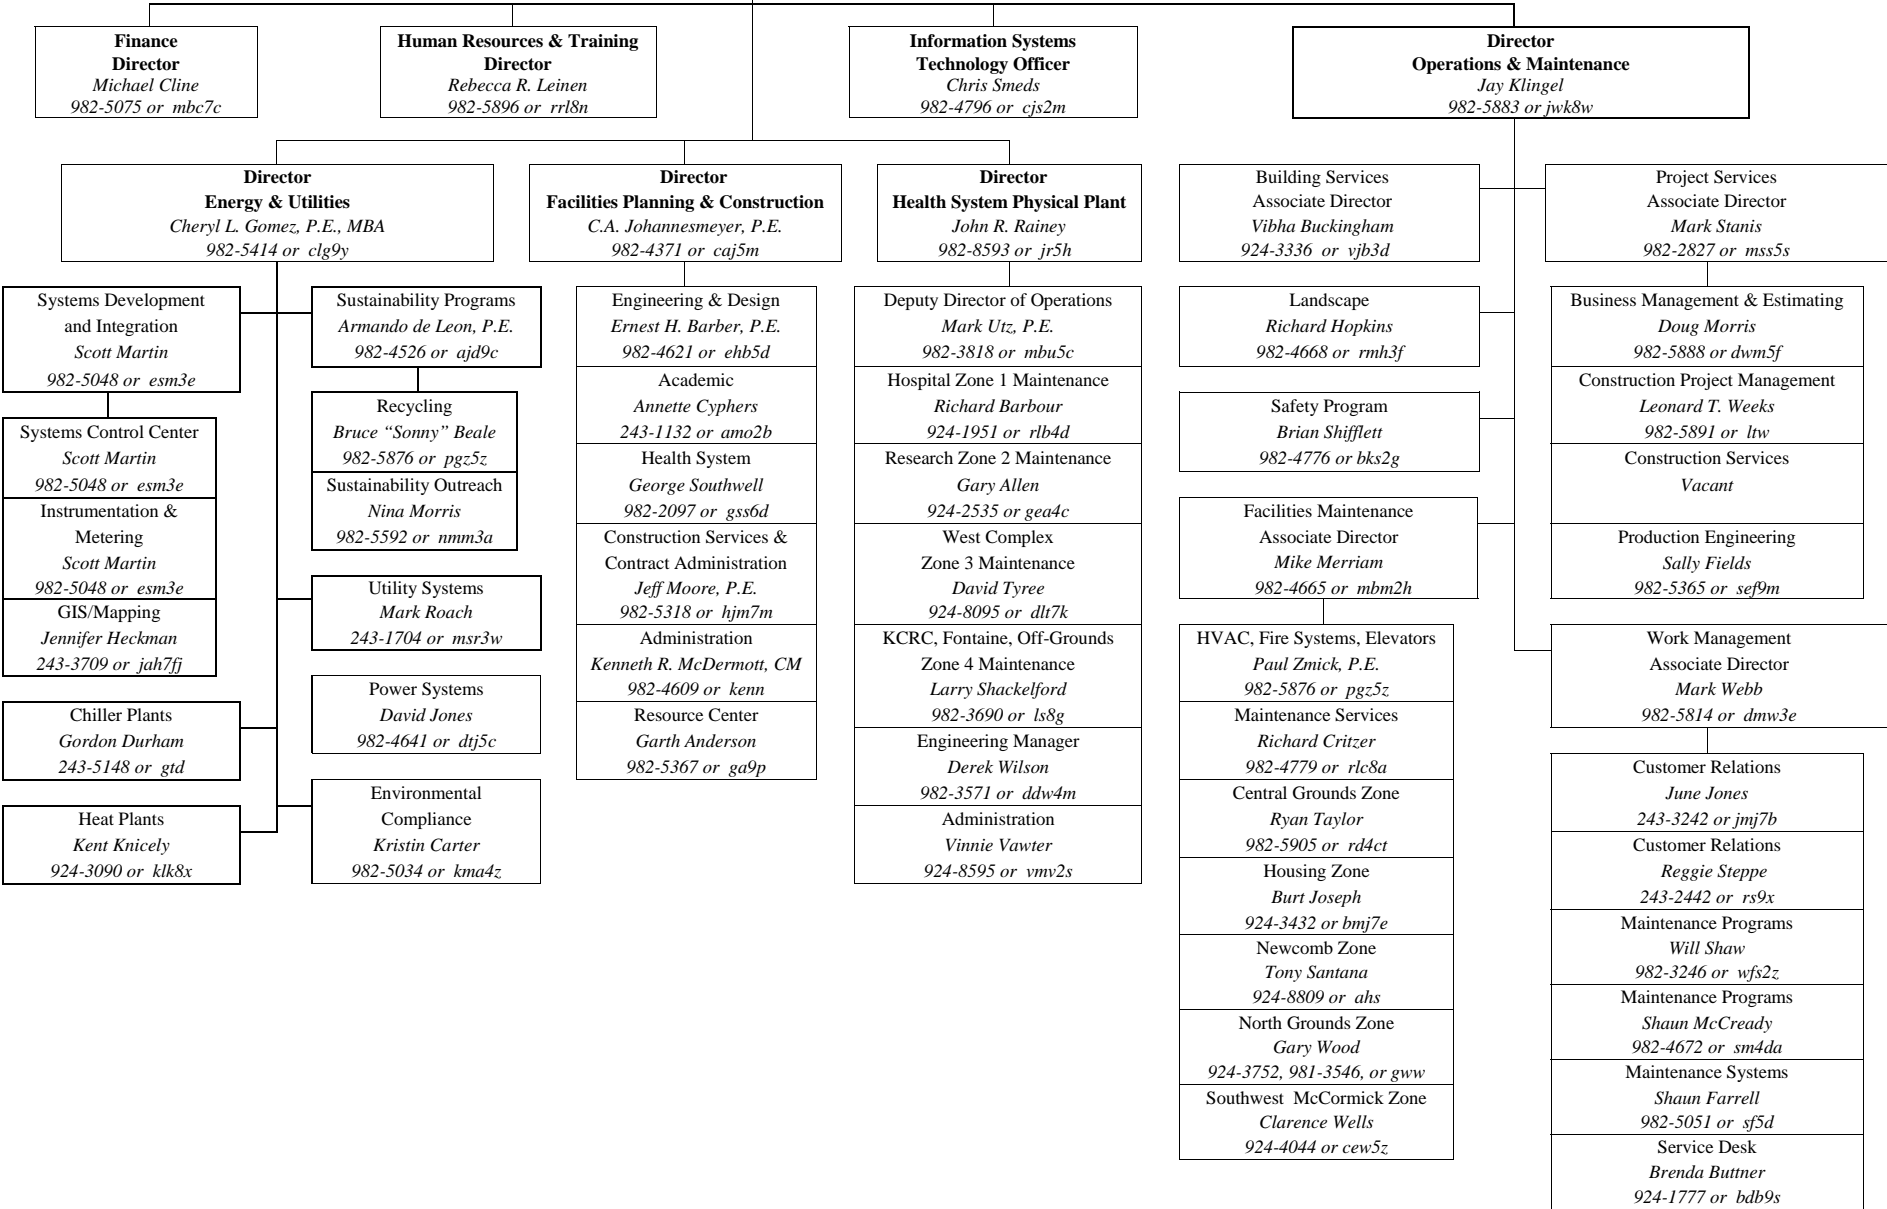 Finance
Director
Michael Cline
982-5075 or mbc7c
Human Resources & Training
Director
Rebecca R. Leinen
982-5896 or rrl8n
Information Systems
Technology Officer
Chris Smeds
982-4796 or cjs2m
Director
Operations & Maintenance
Jay Klingel
982-5883 or jwk8w
Director
Energy & Utilities
Cheryl L. Gomez, P.E., MBA
982-5414 or clg9y
Systems Development
and Integration
Scott Martin
982-5048 or esm3e
Systems Control Center
Scott Martin
982-5048 or esm3e
Instrumentation &
Metering
Scott Martin
982-5048 or esm3e
GIS/Mapping
Jennifer Heckman
243-3709 or jah7fj
Chiller Plants
Gordon Durham
243-5148 or gtd
Heat Plants
Kent Knicely
924-3090 or klk8x
Sustainability Programs
Armando de Leon, P.E.
982-4526 or ajd9c
Recycling
Bruce “Sonny” Beale
982-5876 or pgz5z
Sustainability Outreach
Nina Morris
982-5592 or nmm3a
Utility Systems
Mark Roach
243-1704 or msr3w
Power Systems
David Jones
982-4641 or dtj5c
Environmental
Compliance
Kristin Carter
982-5034 or kma4z
Director
Facilities Planning & Construction
C.A. Johannesmeyer, P.E.
982-4371 or caj5m
Engineering & Design
Ernest H. Barber, P.E.
982-4621 or ehb5d
Academic
Annette Cyphers
243-1132 or amo2b
Health System
George Southwell
982-2097 or gss6d
Construction Services &
Contract Administration
Jeff Moore, P.E.
982-5318 or hjm7m
Administration
Kenneth R. McDermott, CM
982-4609 or kenn
Resource Center
Garth Anderson
982-5367 or ga9p
Director
Health System Physical Plant
John R. Rainey
982-8593 or jr5h
Deputy Director of Operations
Mark Utz, P.E.
982-3818 or mbu5c
Hospital Zone 1 Maintenance
Richard Barbour
924-1951 or rlb4d
Research Zone 2 Maintenance
Gary Allen
924-2535 or gea4c
West Complex
Zone 3 Maintenance
David Tyree
924-8095 or dlt7k
KCRC, Fontaine, Off-Grounds
Zone 4 Maintenance
Larry Shackelford
982-3690 or ls8g
Engineering Manager
Derek Wilson
982-3571 or ddw4m
Administration
Vinnie Vawter
924-8595 or vmv2s
Building Services
Associate Director
Vibha Buckingham
924-3336 or vjb3d
Landscape
Richard Hopkins
982-4668 or rmh3f
Safety Program
Brian Shifflett
982-4776 or bks2g
Facilities Maintenance
Associate Director
Mike Merriam
982-4665 or mbm2h
HVAC, Fire Systems, Elevators
Paul Zmick, P.E.
982-5876 or pgz5z
Maintenance Services
Richard Critzer
982-4779 or rlc8a
Central Grounds Zone
Ryan Taylor
982-5905 or rd4ct
Housing Zone
Burt Joseph
924-3432 or bmj7e
Newcomb Zone
Tony Santana
924-8809 or ahs
North Grounds Zone
Gary Wood
924-3752, 981-3546, or gww
Southwest McCormick Zone
Clarence Wells
924-4044 or cew5z
Project Services
Associate Director
Mark Stanis
982-2827 or mss5s
Business Management & Estimating
Doug Morris
982-5888 or dwm5f
Construction Project Management
Leonard T. Weeks
982-5891 or ltw
Construction Services
Vacant
Production Engineering
Sally Fields
982-5365 or sef9m
Work Management
Associate Director
Mark Webb
982-5814 or dmw3e
Customer Relations
June Jones
243-3242 or jmj7b
Customer Relations
Reggie Steppe
243-2442 or rs9x
Maintenance Programs
Will Shaw
982-3246 or wfs2z
Maintenance Programs
Shaun McCready
982-4672 or sm4da
Maintenance Systems
Shaun Farrell
982-5051 or sf5d
Service Desk
Brenda Buttner
924-1777 or bdb9s